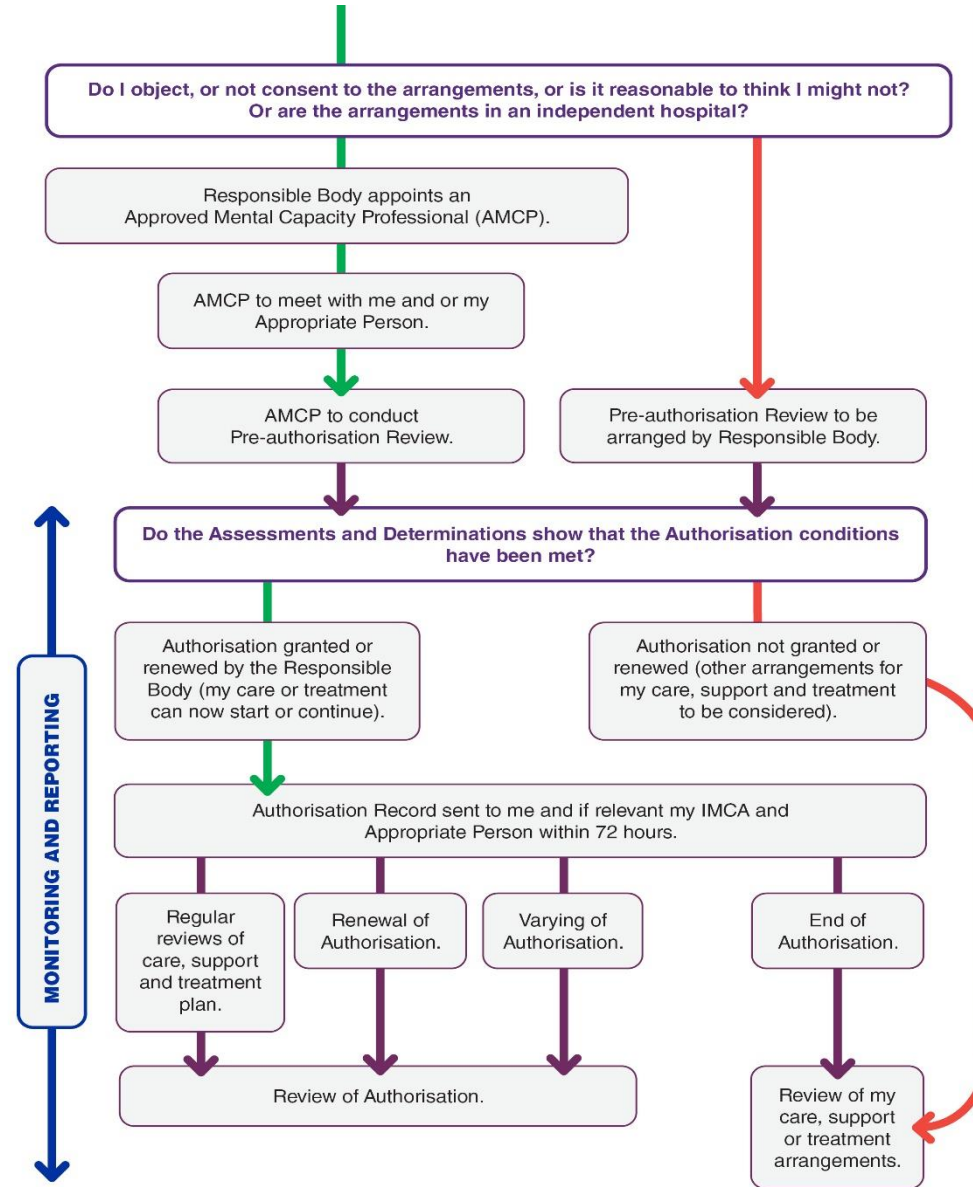 Do I object, or not consent to the arrangements, or is it reasonable to think I might not?
Or are the arrangements in an independent hospital?
Responsible Body appoints an
Approved Mental Capacity Professional (AMCP).
AMCP to meet with me and or my
Appropriate Person.
AMCP to conduct
Pre-authorisation Review.
Pre-authorisation Review to be
arranged by Responsible Body.
Do the Assessments and Determinations show that the Authorisation conditions
have been met?
Authorisation granted or
renewed by the Responsible
Body (my care or treatment
can now start or continue).
Authorisation not granted or
renewed (other arrangements for
my care, support and treatment
to be considered).
MONITORING AND REPORTING
Authorisation Record sent to me and if relevant my IMCA and
Appropriate Person within 72 hours.
Regular
reviews of
care, support
and treatment
plan.
Renewal of
Authorisation.
Varying of
Authorisation.
End of
Authorisation.
Review of Authorisation.
Review of my
care, support
or treatment
arrangements.